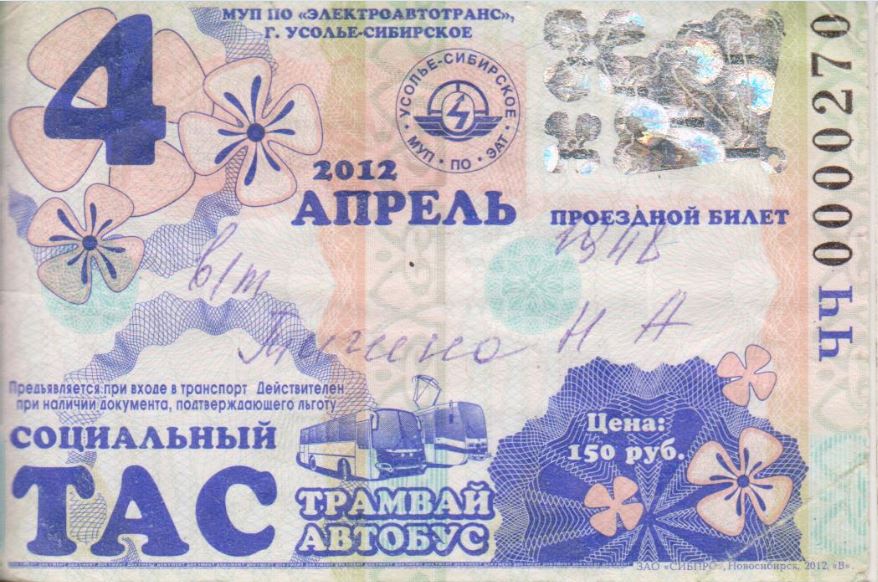 МУП ПО «ЭЛЕКТРОАВТОТРАНС»,
Г. УСОЛЬЕ-СИБИРСКОЕ
4
УСОЛЬЕ-СИБИРСКОЕ
МУП • ПО • ЭАТ
2012
АПРЕЛЬ
ПРОЕЗДНОЙ БИЛЕТ
ЧЧ 0000270
Н А
Предъявляется при входе в транспорт Действителен
при наличии документа, подтверждающего льготу
СОЦИАЛЬНЫЙ
ТАС
ТРАМВАЙ
АВТОБУС
Цена:
150 руб.
ЗАО «СИБПРО», Новосибирск, 2012, «В».